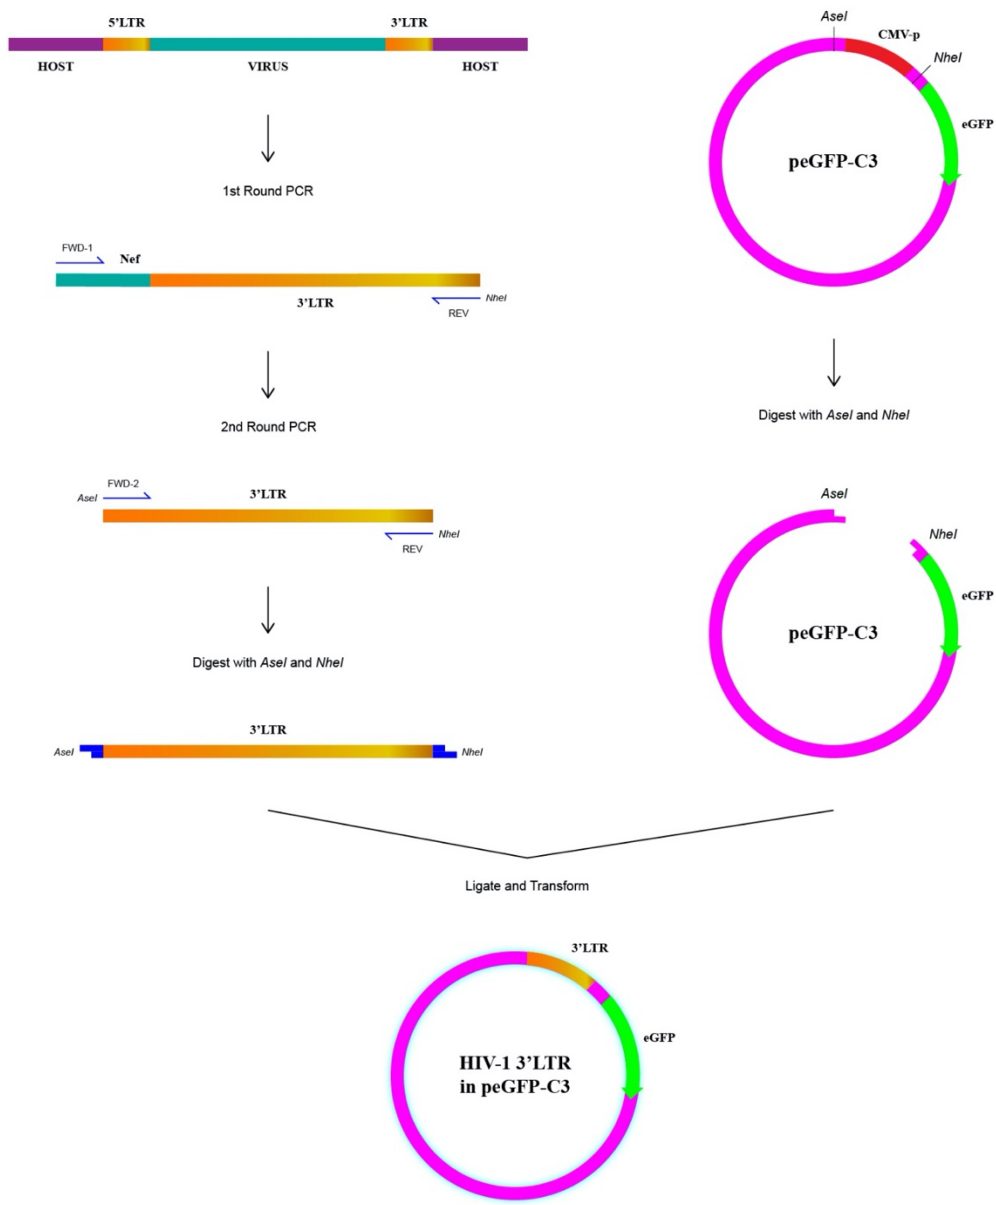 5’LTR
3’LTR
HOST
VIRUS
HOST
1st Round PCR
FWD-1
Nef
3’LTR
NheI
REV
2nd Round PCR
FWD-2
AseI
3’LTR
NheI
REV
Digest with AseI and NheI
3’LTR
AseI
NheI
AseI
CMV-p
NheI
eGFP
peGFP-C3
Digest with AseI and NheI
AseI
NheI
eGFP
peGFP-C3
Ligate and Transform
3’LTR
eGFP
HIV-1 3’LTR
in peGFP-C3